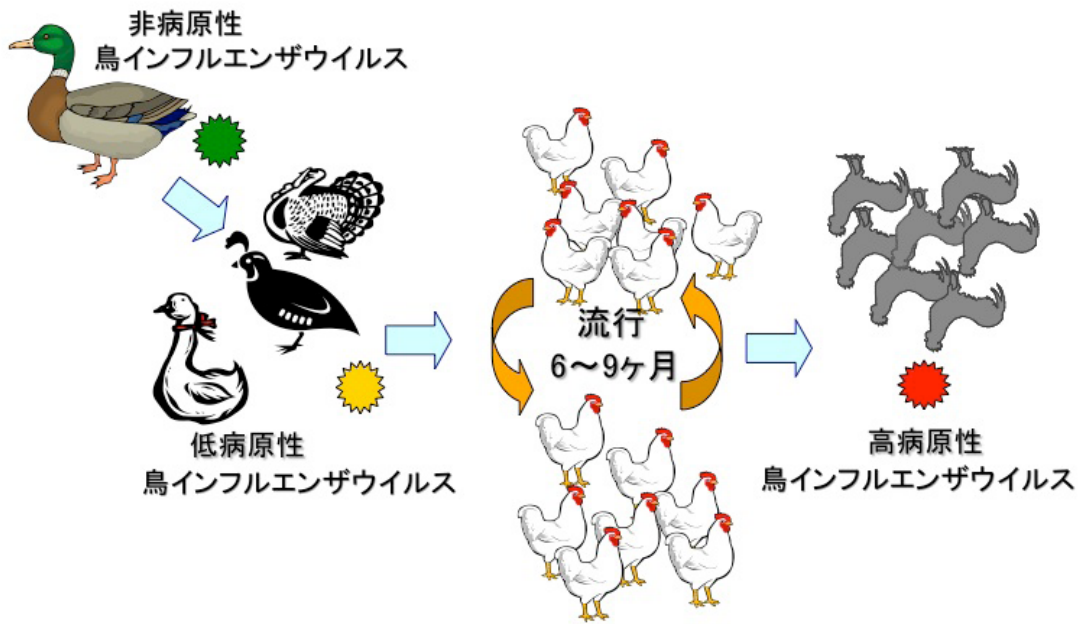 非病原性
鳥インフルエンザウイルス
低病原性
鳥インフルエンザウイルス
流行
6～9ヶ月
高病原性
鳥インフルエンザウイルス